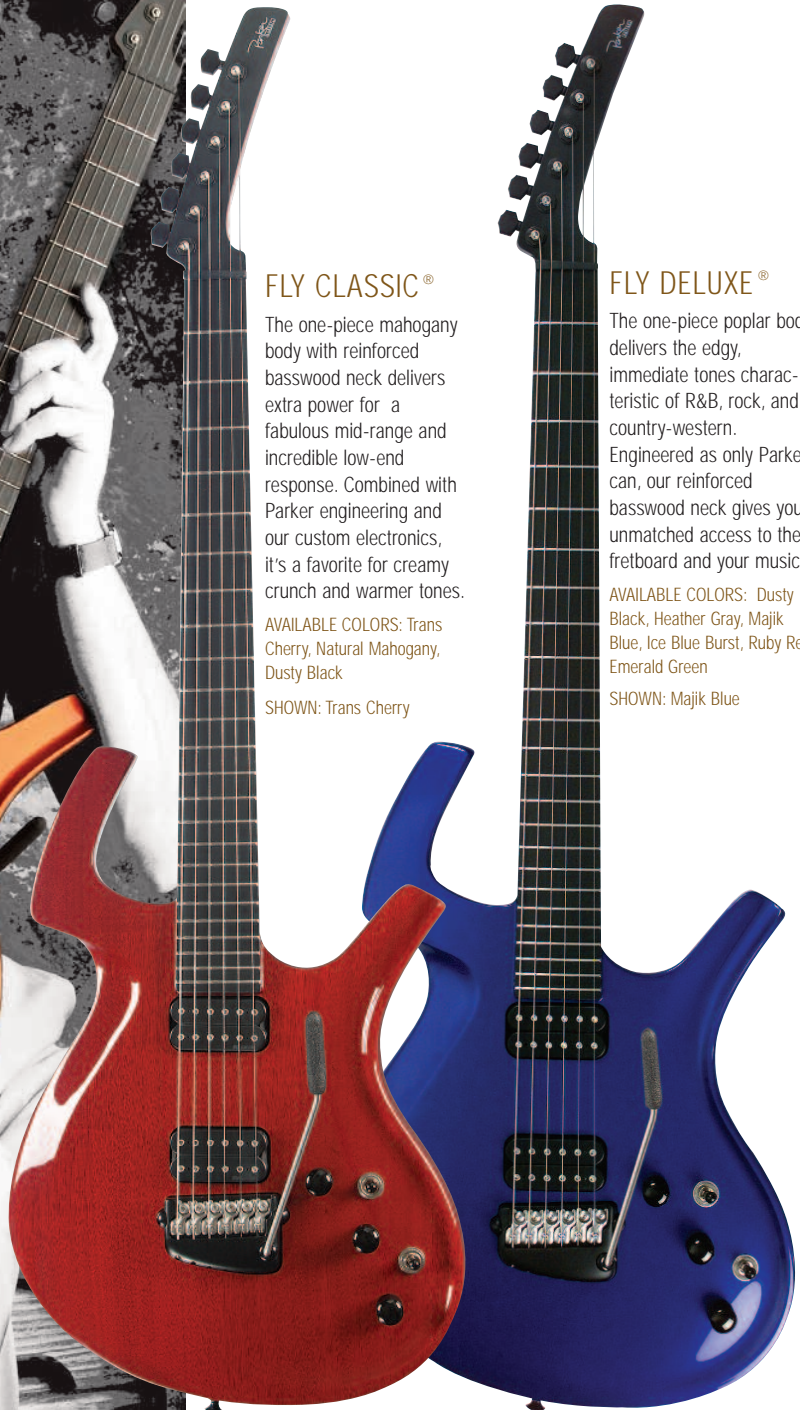 Parker
Parker
FLY CLASSIC®
The one-piece mahogany
body with reinforced
basswood neck delivers
extra power for a
fabulous mid-range and
incredible low-end
response. Combined with
Parker engineering and
our custom electronics,
it's a favorite for creamy
crunch and warmer tones.
AVAILABLE COLORS: Trans
Cherry, Natural Mahogany,
Dusty Black
SHOWN: Trans Cherry
FLY DELUXE®
The one-piece poplar bod
delivers the edgy,
immediate tones charac-
teristic of R&B, rock, and
country-western.
Engineered as only Parke
can, our reinforced
basswood neck gives you
unmatched access to the
fretboard and your music
AVAILABLE COLORS: Dusty
Black, Heather Gray, Majik
Blue, Ice Blue Burst, Ruby Re
Emerald Green
SHOWN: Majik Blue